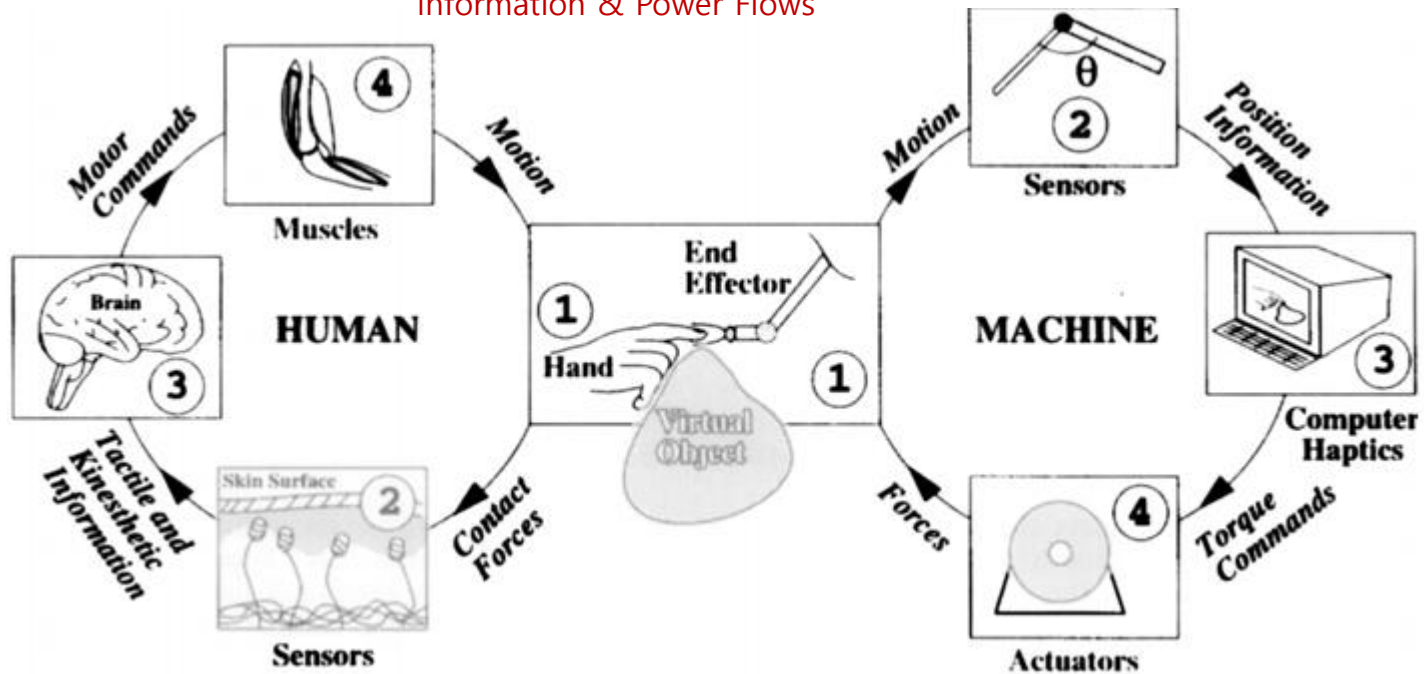 Information & Power Flows
4
Motor
Commands
Motion
Muscles
Brain
3
HUMAN
Tactile and
Kinesthetic
Information
Skin Surface
2
Sensors
Contact
Forces
1
Hand
End
Effector
1
Virtual
Object
Motion
θ
2
Sensors
Position
Information
MACHINE
3
Computer
Haptics
Torque
Commands
4
Actuators
Forces